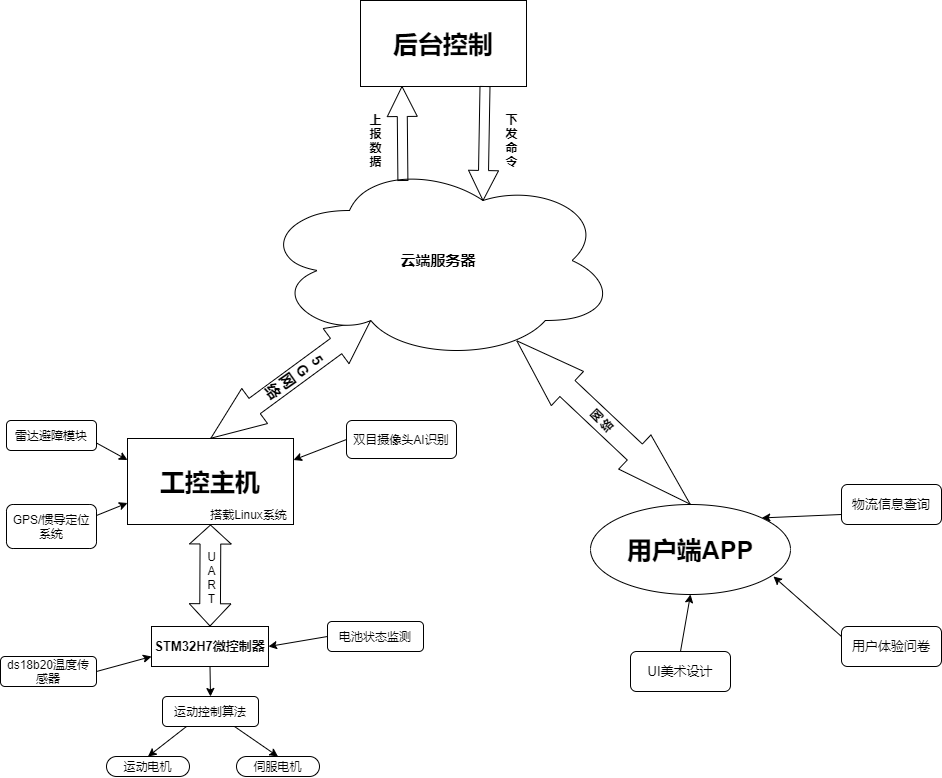 后台控制
上报数据
下发命令
云端服务器
5G网络
网络
雷达避障模块
双目摄像头AI识别
工控主机
搭载Linux系统
GPS/惯导定位
系统
物流信息查询
用户端APP
UART
STM32H7微控制器
电池状态监测
用户体验问卷
ds18b20温度传
感器
UI美术设计
运动控制算法
运动电机
伺服电机